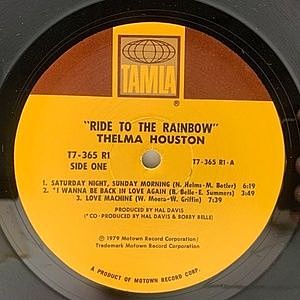 TAMLA
"RIDE TO THE RAINBOW"
THELMA HOUSTON
T7-365 R1
SIDE ONE
T7-365 R1-A
1. SATURDAY NIGHT, SUNDAY MORNING (N. Helms-M. Botler) 6:19
2. *I WANNA BE BACK IN LOVE AGAIN (B. Belle-E. Summers) 3:49
3. LOVE MACHINE (W. Moore-W. Griffin) 7:39
PRODUCED BY HAL DAVIS
(*CO-PRODUCED BY HAL DAVIS & BOBBY BELLE)
℗ 1979 Motown Record Corporation
Trademark Motown Record Corporation
A PRODUCT OF MOTOWN RECORD CORP.